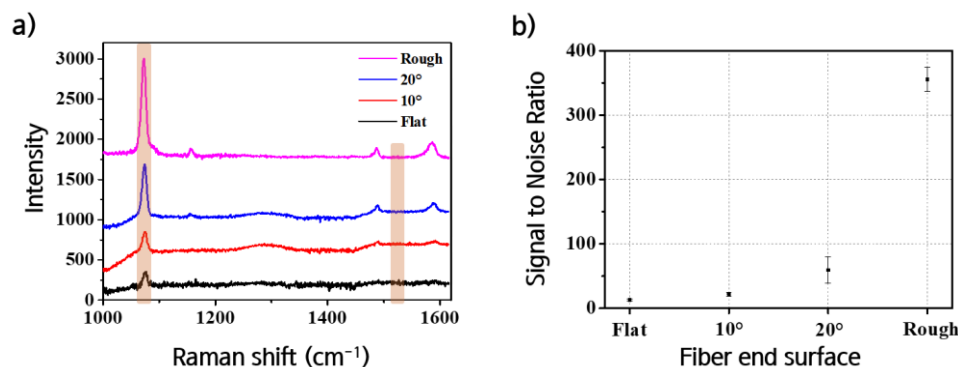 a)
3000
2500
2000
1500
1000
500
0
Intensity
Rough
20°
10°
Flat
1000
1200
1400
1600
Raman shift (cm⁻¹)
b)
400
300
200
100
0
Signal to Noise Ratio
Flat
10°
20°
Rough
Fiber end surface